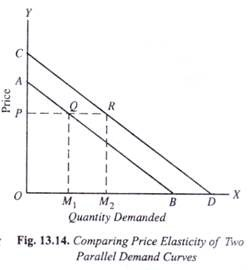 Y
C
A
Price
P
Q
R
O
M1
M2
B
D
X
Quantity Demanded
: Fig. 13.14. Comparing Price Elasticity of Two
Parallel Demand Curves